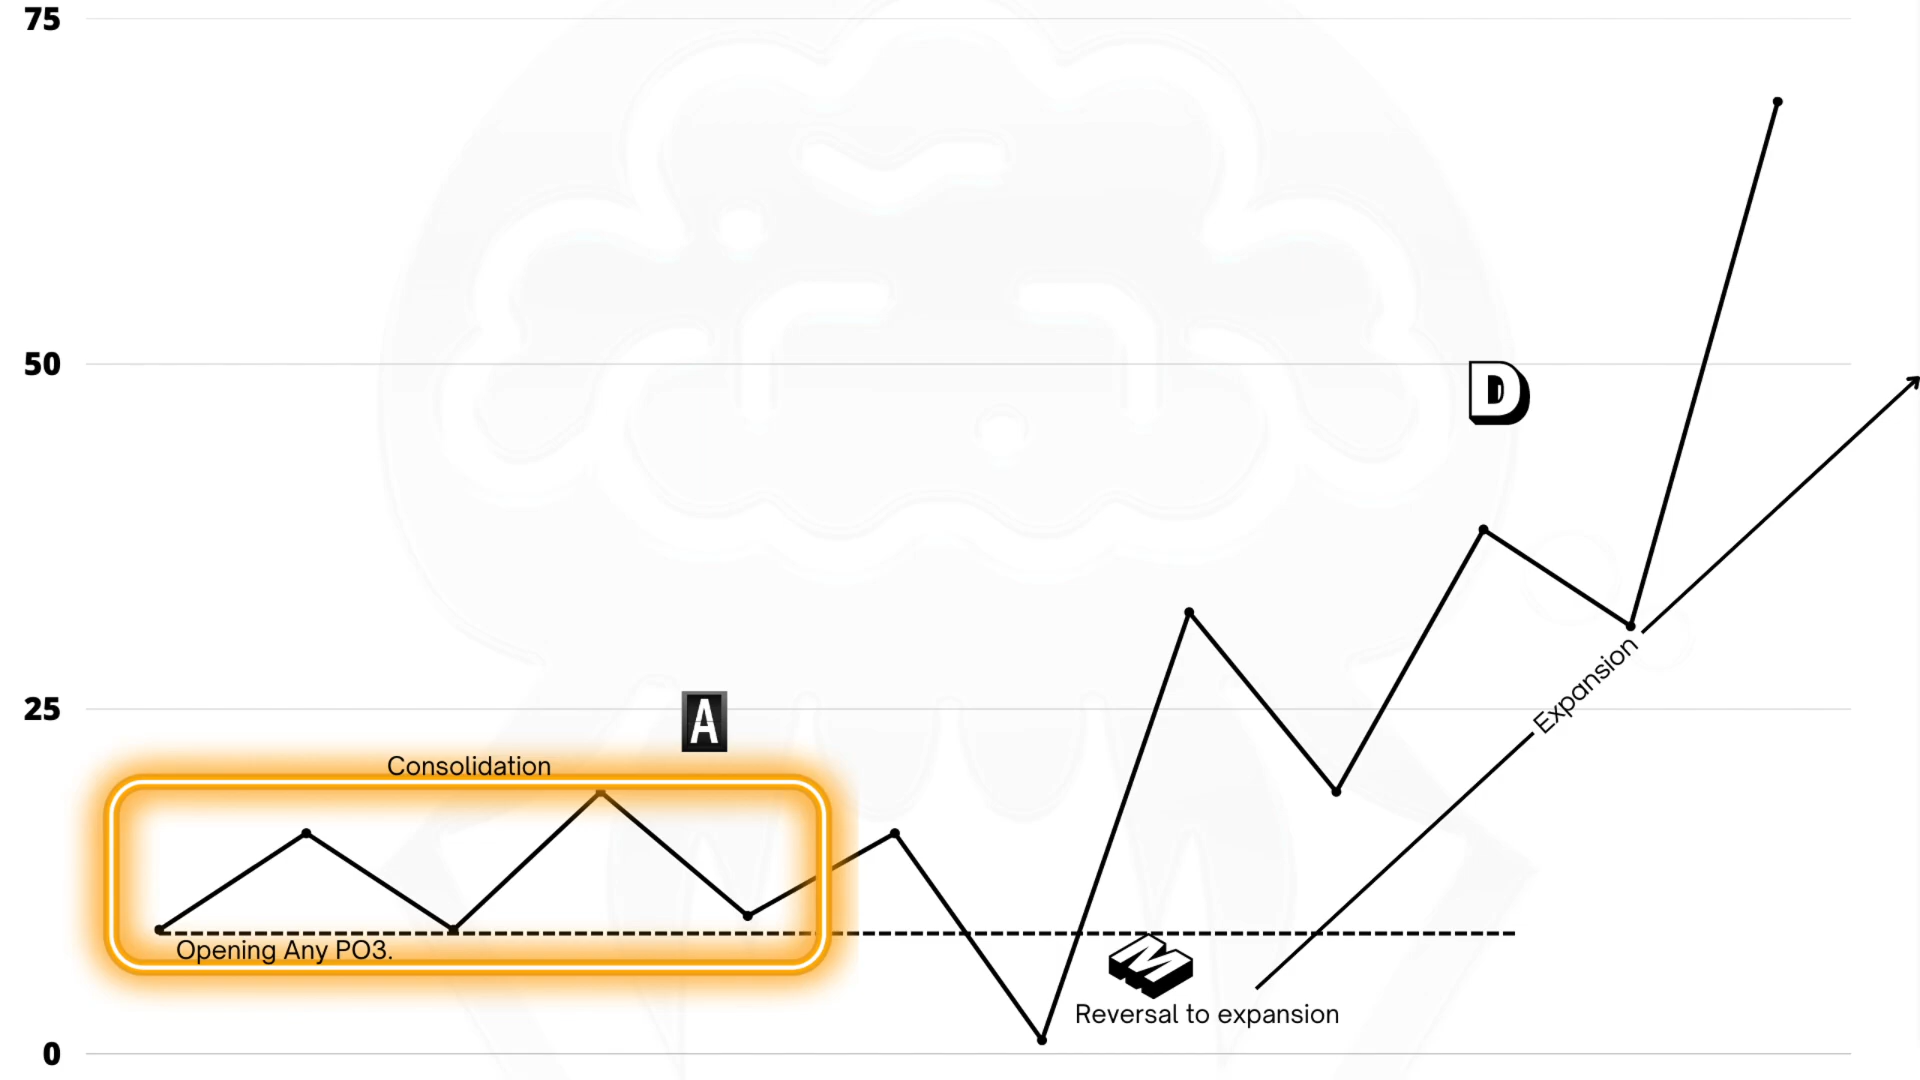 75
50
D
Expansion
25
A
Consolidation
Opening Any PO3.
M
Reversal to expansion
0